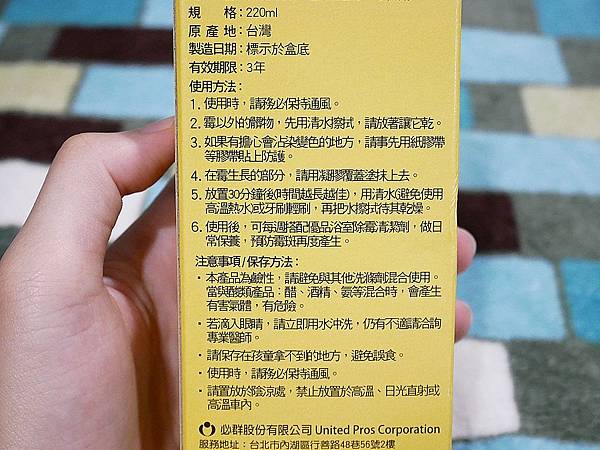 規　　格：220ml
原 產 地：台灣
製造日期：標示於盒底
有效期限：3年
使用方法：
1. 使用時，請務必保持通風。
2. 霉以外的髒物，先用清水擦拭，請放著讓它乾。
3. 如果有擔心會沾染變色的地方，請事先用紙膠帶
等膠帶貼上防護。
4. 在霉生長的部分，請用凝膠覆蓋塗抹上去。
5. 放置30分鐘後(時間越長越佳)，用清水(避免使用
高溫熱水)或牙刷輕刷，再把水擦拭待其乾燥。
6. 使用後，可每週搭配優品浴室除霉清潔劑，做日
常保養，預防霉斑再度產生。
注意事項/保存方法：
・本產品為鹼性，請避免與其他洗滌劑混合使用。
當與酸類產品：醋、酒精、氨等混合時，會產生
有害氣體，有危險。
・若滴入眼睛，請立即用水沖洗，仍有不適請洽詢
專業醫師。
・請保存在孩童拿不到的地方，避免誤食。
・使用時，請務必保持通風。
・請置放於陰涼處，禁止放置於高溫、日光直射或
高溫車內。
必群股份有限公司 United Pros Corporation
服務地址：台北市內湖區行善路48巷56號2樓